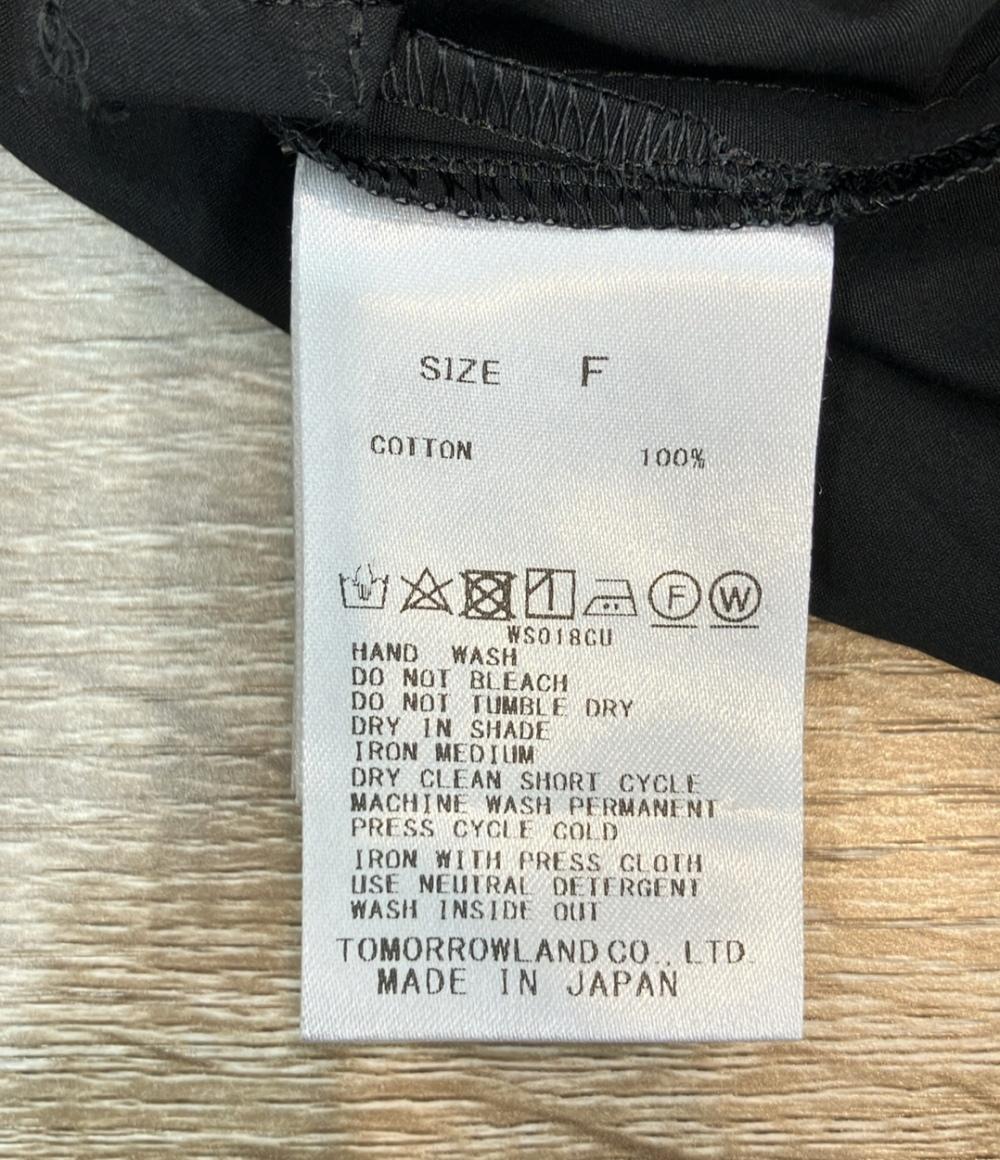 SIZE F
COTTON 100%
F W
WS018CU
HAND WASH
DO NOT BLEACH
DO NOT TUMBLE DRY
DRY IN SHADE
IRON MEDIUM
DRY CLEAN SHORT CYCLE
MACHINE WASH PERMANENT
PRESS CYCLE COLD
IRON WITH PRESS CLOTH
USE NEUTRAL DETERGENT
WASH INSIDE OUT
TOMORROWLAND CO., LTD.
MADE IN JAPAN